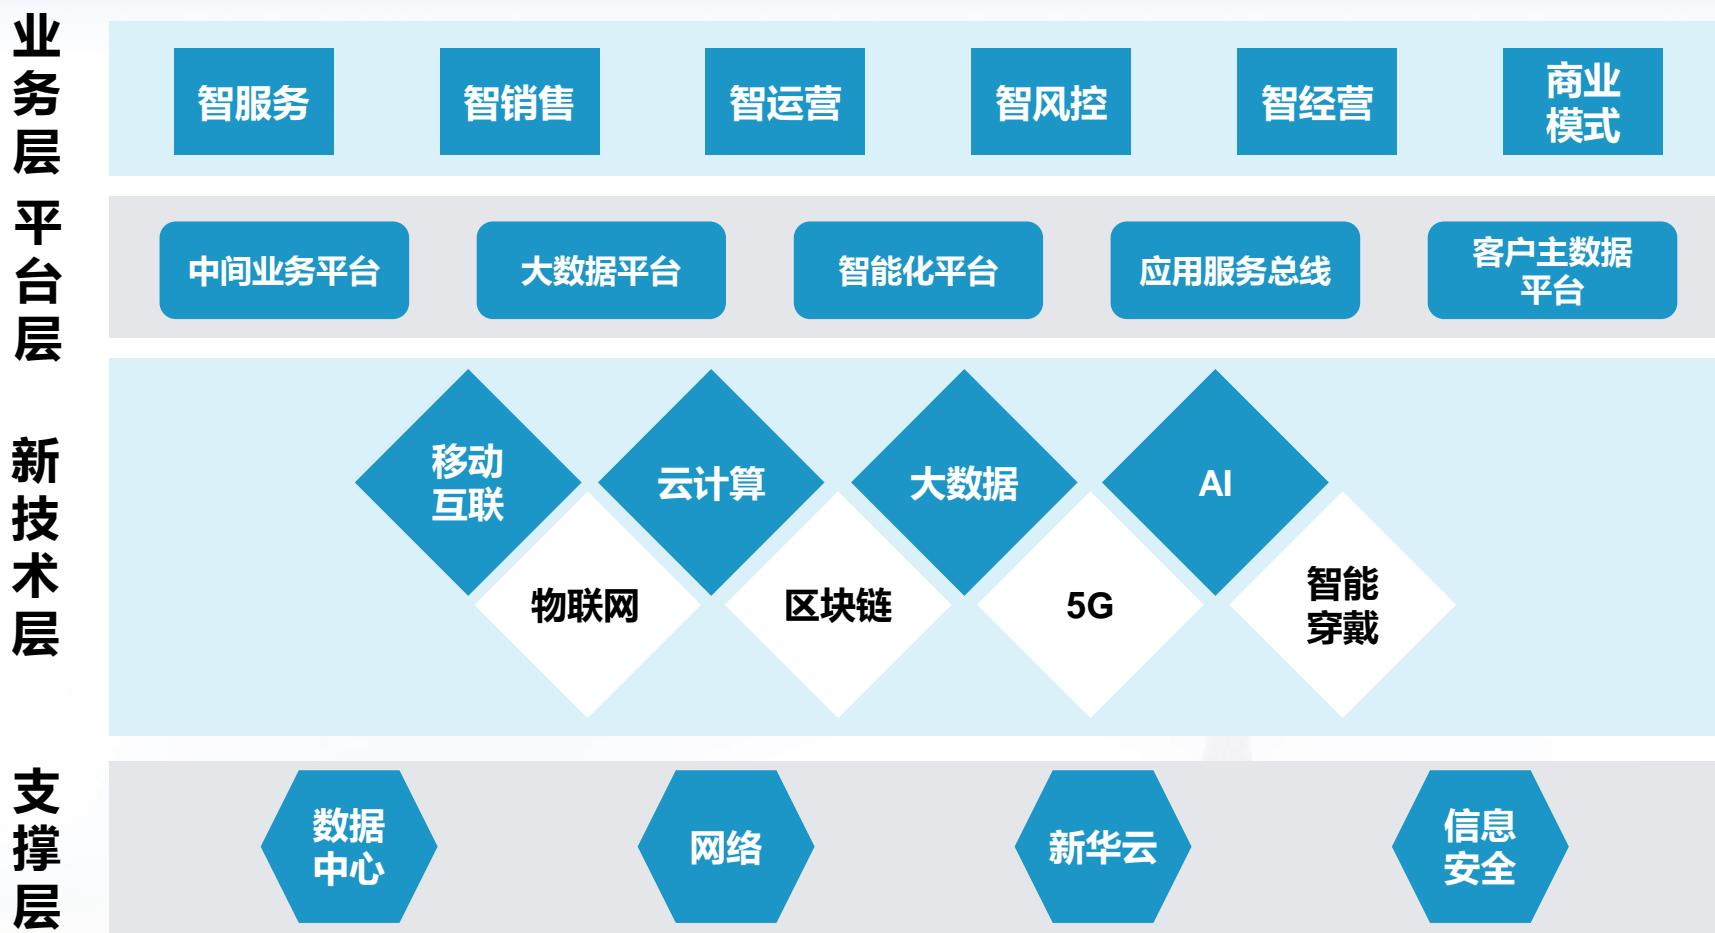 业务层
智服务
智销售
智运营
智风控
智经营
商业
模式
平台层
中间业务平台
大数据平台
智能化平台
应用服务总线
客户主数据
平台
新技术层
移动
互联
云计算
大数据
AI
物联网
区块链
5G
智能
穿戴
支撑层
数据
中心
网络
新华云
信息
安全